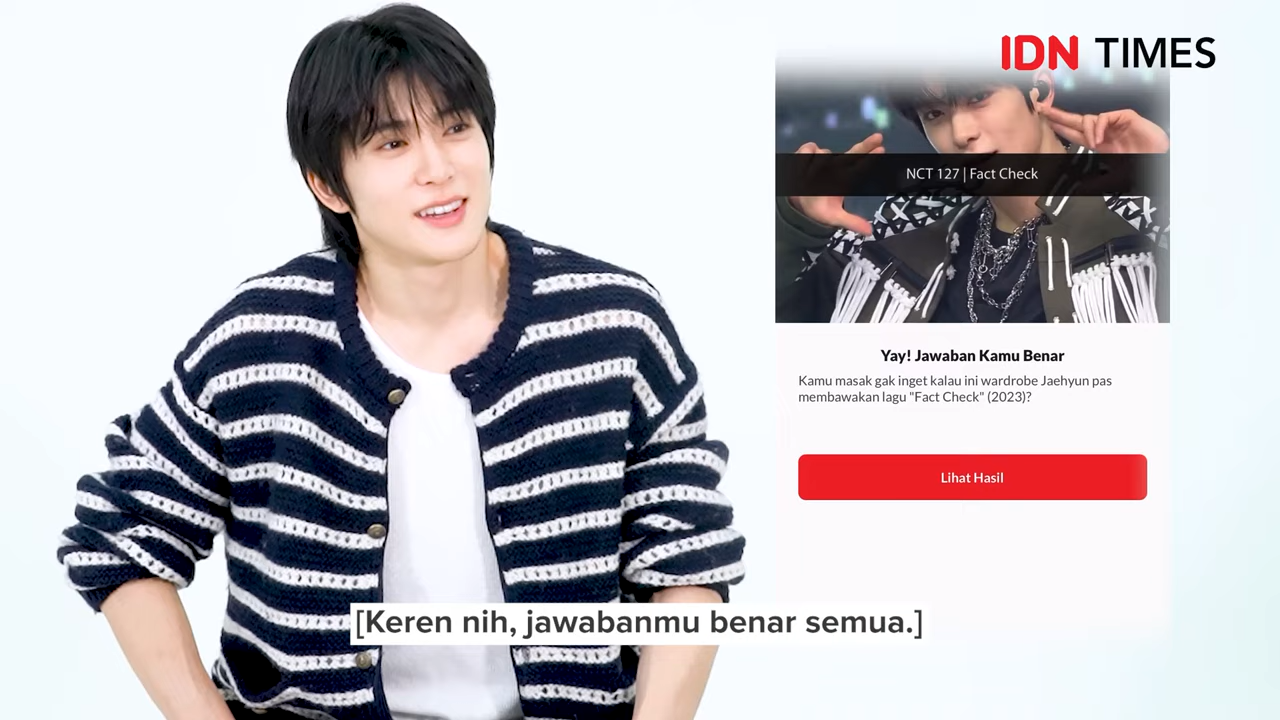 IDN TIMES
NCT 127 | Fact Check
Yay! Jawaban Kamu Benar
Kamu masak gak inget kalau ini wardrobe Jaehyun pas
membawakan lagu "Fact Check" (2023)?
Lihat Hasil
[Keren nih, jawabanmu benar semua.]